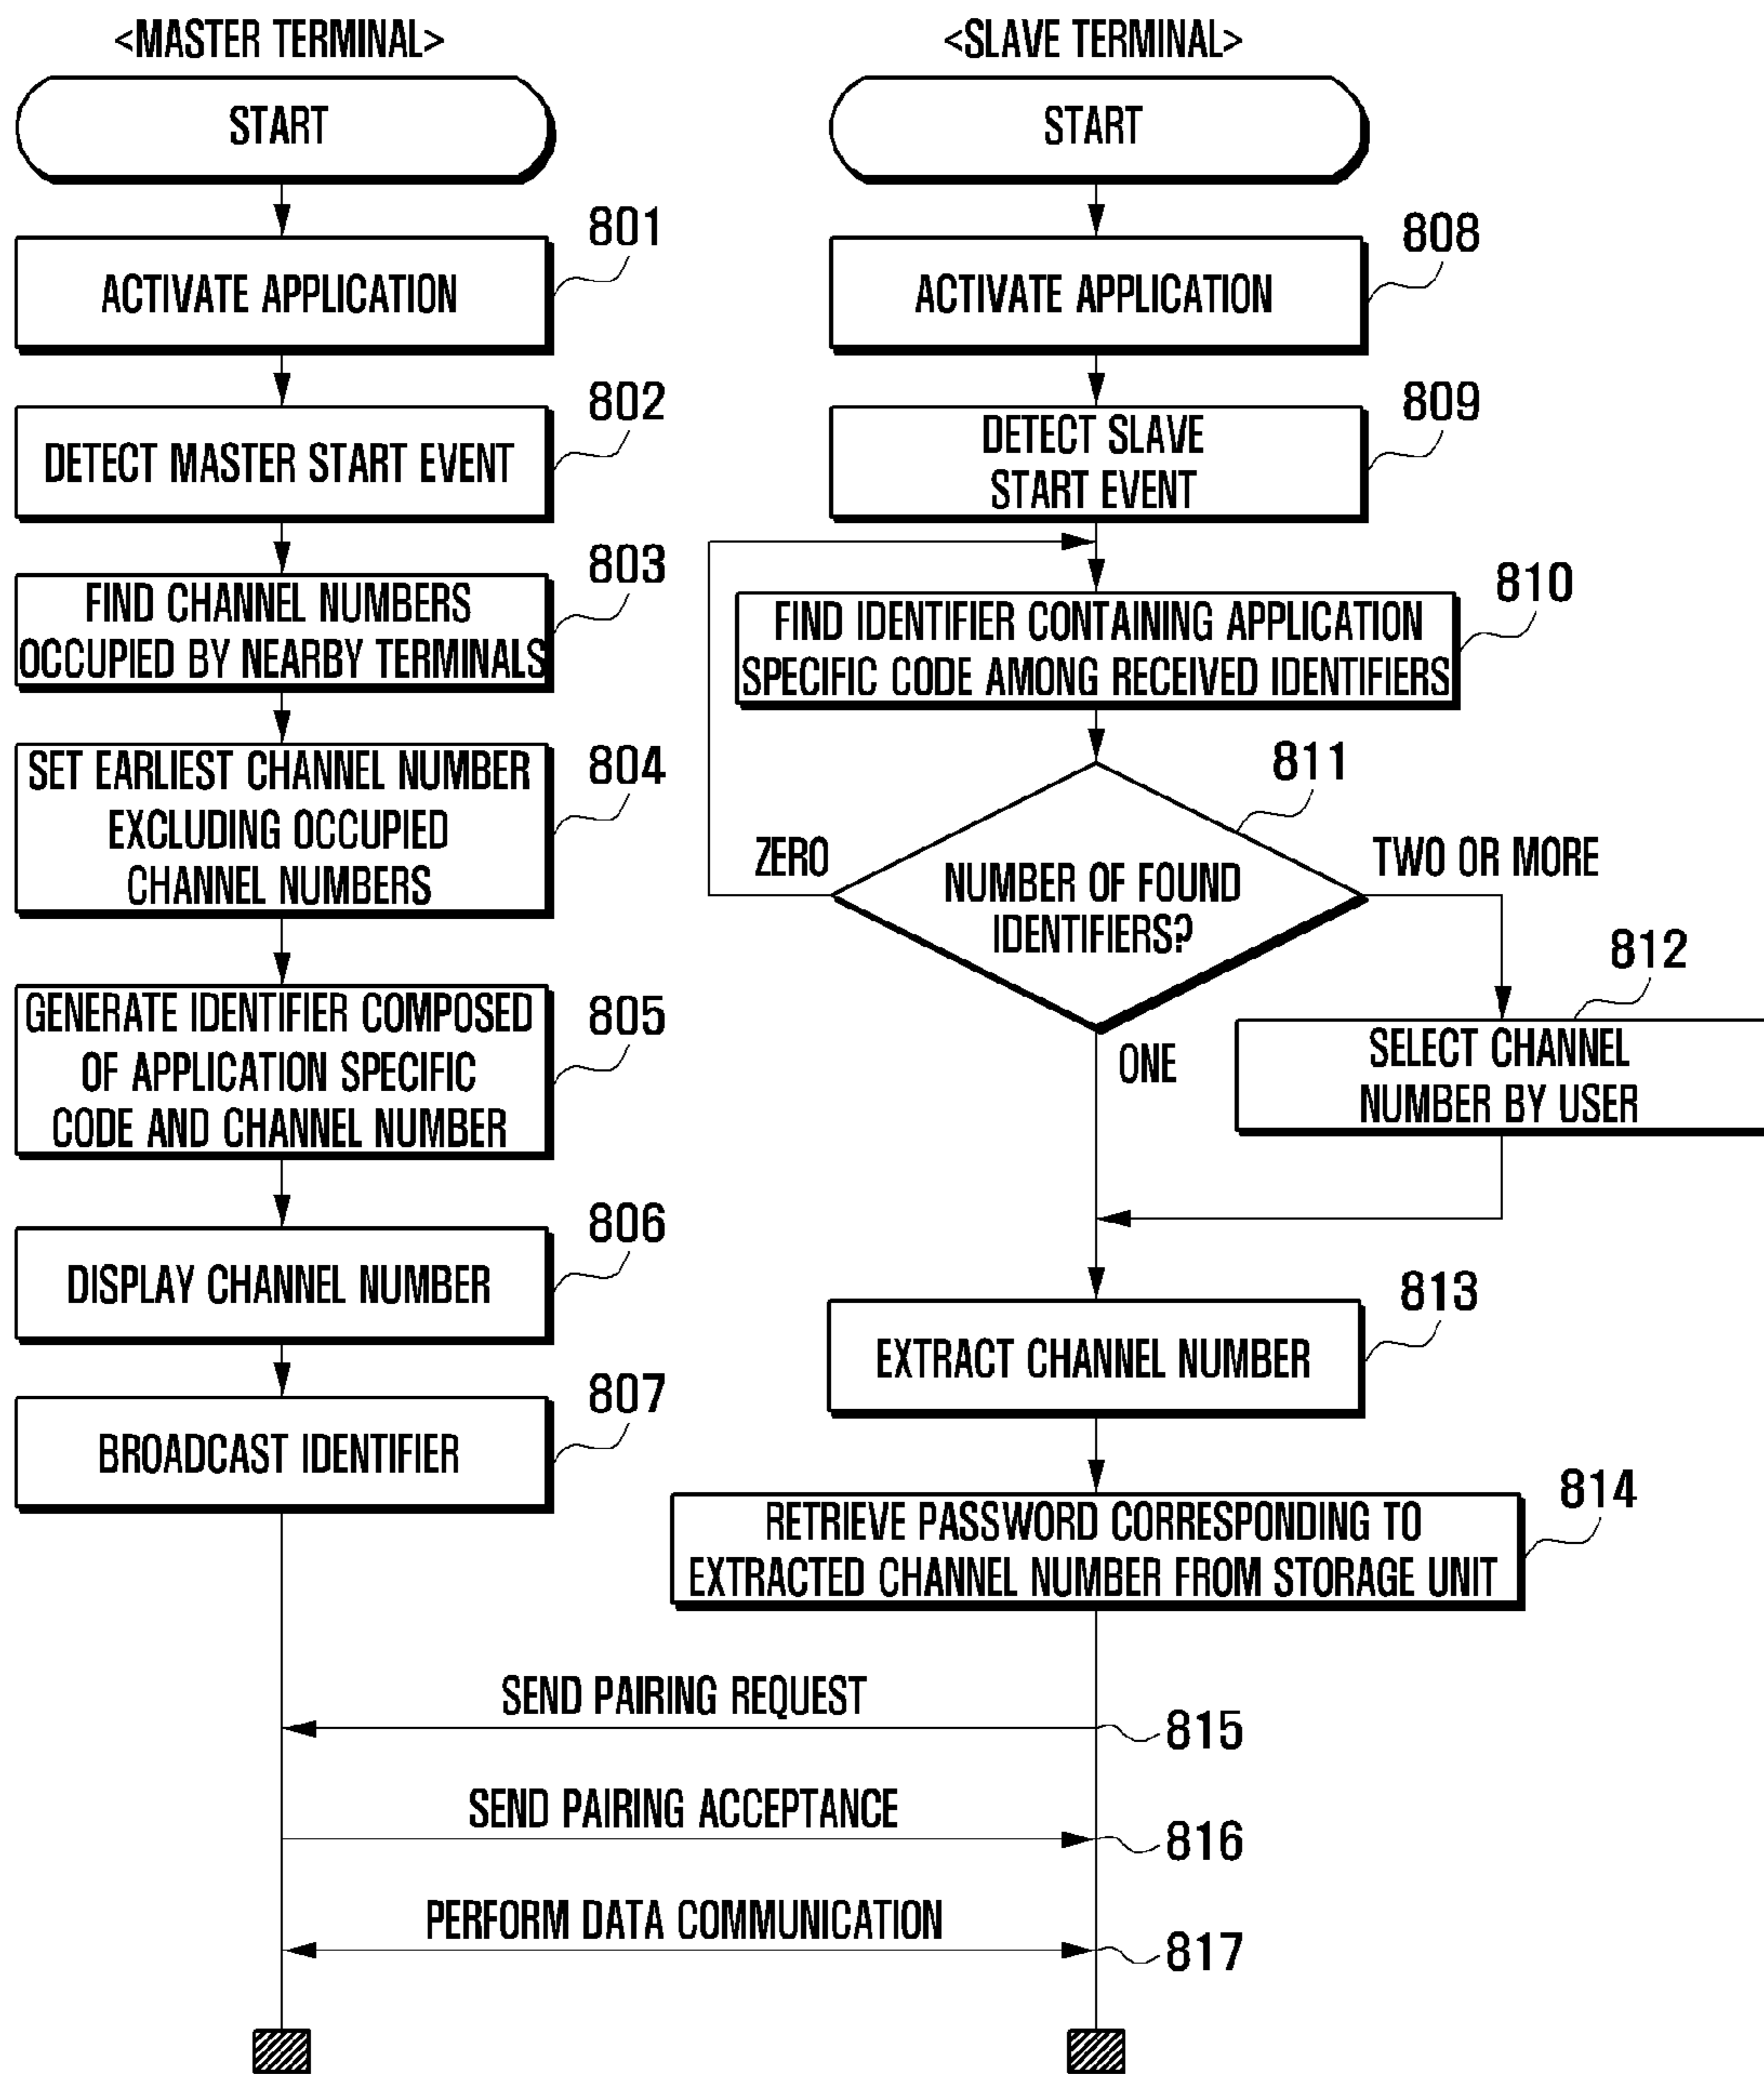 <MASTER TERMINAL>
START
801
ACTIVATE APPLICATION
802
DETECT MASTER START EVENT
803
FIND CHANNEL NUMBERS
OCCUPIED BY NEARBY TERMINALS
804
SET EARLIEST CHANNEL NUMBER
EXCLUDING OCCUPIED
CHANNEL NUMBERS
805
GENERATE IDENTIFIER COMPOSED
OF APPLICATION SPECIFIC
CODE AND CHANNEL NUMBER
806
DISPLAY CHANNEL NUMBER
807
BROADCAST IDENTIFIER
<SLAVE TERMINAL>
START
808
ACTIVATE APPLICATION
809
DETECT SLAVE
START EVENT
810
FIND IDENTIFIER CONTAINING APPLICATION
SPECIFIC CODE AMONG RECEIVED IDENTIFIERS
811
ZERO
TWO OR MORE
NUMBER OF FOUND
IDENTIFIERS?
ONE
812
SELECT CHANNEL
NUMBER BY USER
813
EXTRACT CHANNEL NUMBER
814
RETRIEVE PASSWORD CORRESPONDING TO
EXTRACTED CHANNEL NUMBER FROM STORAGE UNIT
SEND PAIRING REQUEST
815
SEND PAIRING ACCEPTANCE
816
PERFORM DATA COMMUNICATION
817